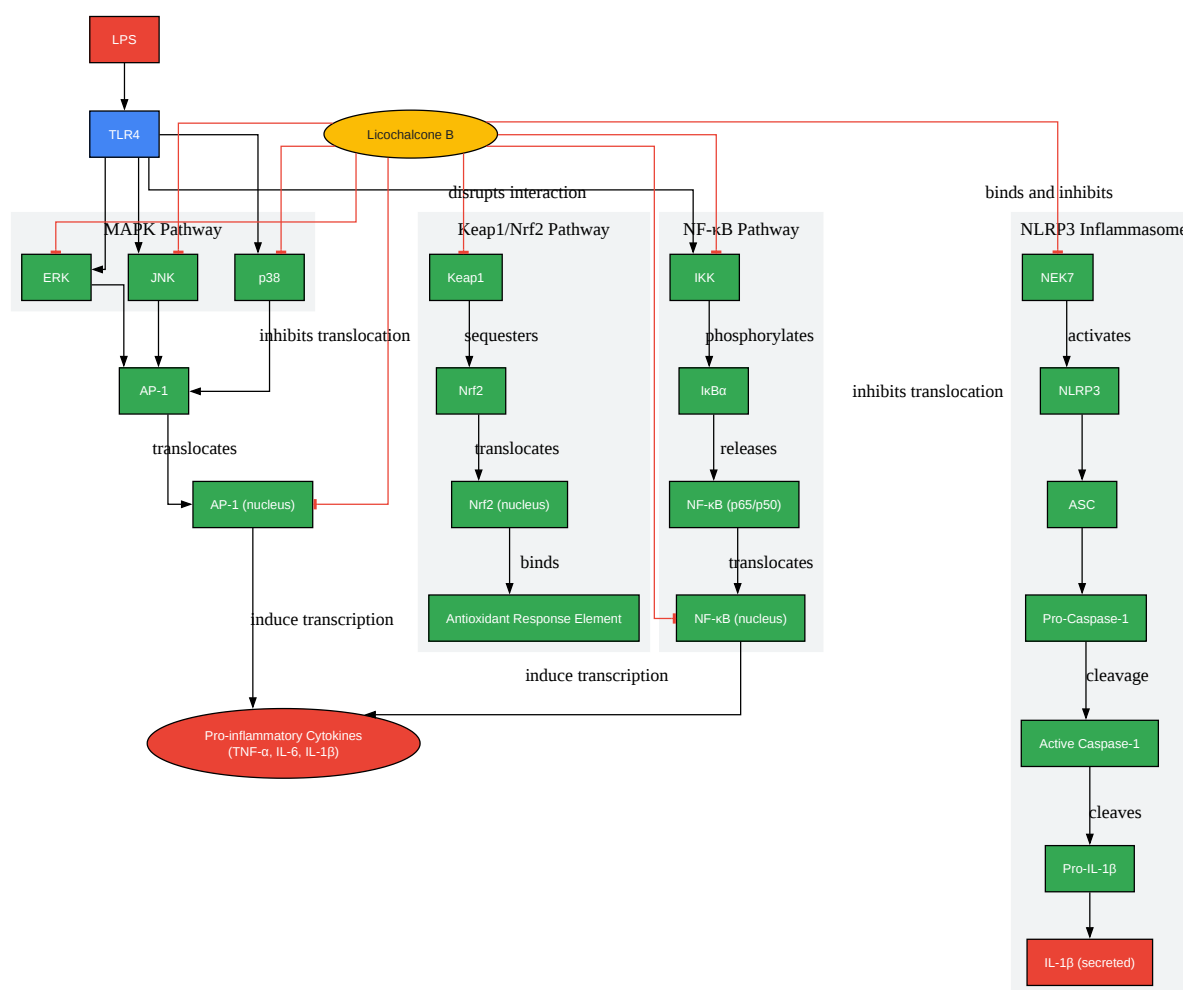 LPS
TLR4
Licochalcone B
disrupts interaction
binds and inhibits
MAPK Pathway
Keap1/Nrf2 Pathway
NF-κB Pathway
NLRP3 Inflammasome
ERK
JNK
p38
Keap1
IKK
NEK7
inhibits translocation
sequesters
phosphorylates
activates
AP-1
Nrf2
IκBα
inhibits translocation
NLRP3
translocates
translocates
releases
AP-1 (nucleus)
Nrf2 (nucleus)
NF-κB (p65/p50)
ASC
binds
translocates
induce transcription
Antioxidant Response Element
NF-κB (nucleus)
Pro-Caspase-1
induce transcription
cleavage
Pro-inflammatory Cytokines
(TNF-α, IL-6, IL-1β)
Active Caspase-1
cleaves
Pro-IL-1β
IL-1β (secreted)